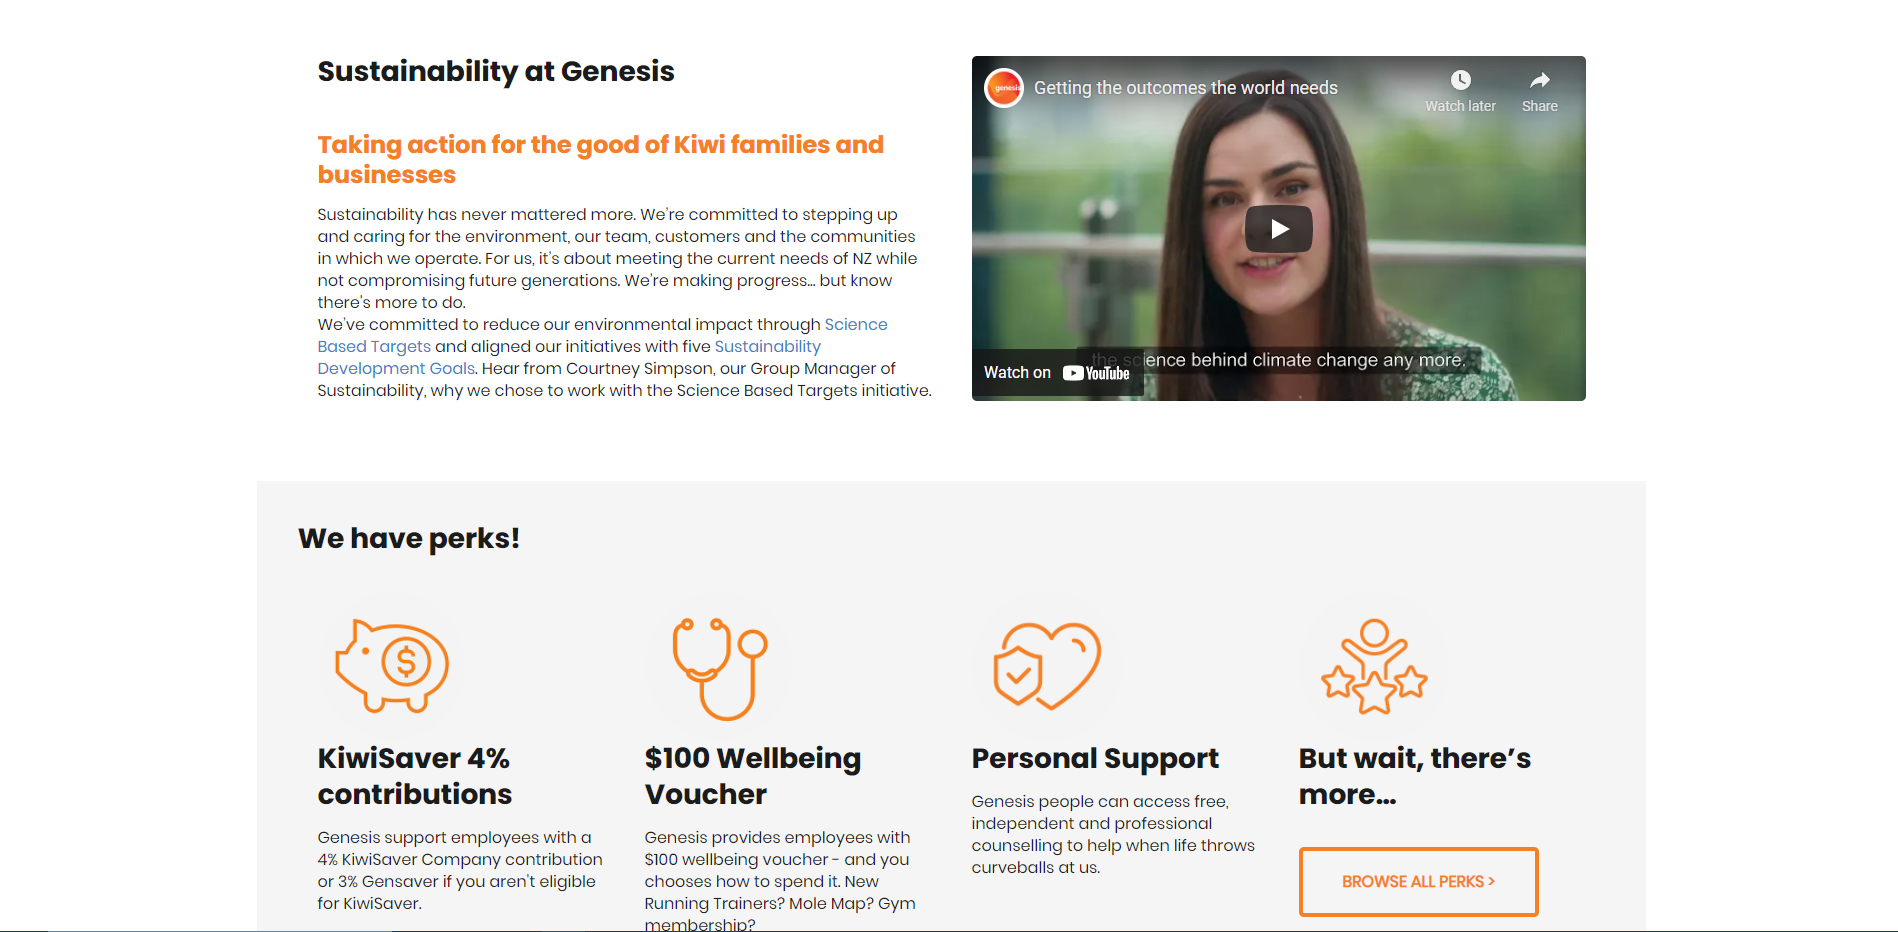 Sustainability at Genesis
Taking action for the good of Kiwi families and
businesses
Sustainability has never mattered more. We're committed to stepping up
and caring for the environment, our team, customers and the communities
in which we operate. For us, it's about meeting the current needs of NZ while
not compromising future generations. We're making progress... but know
there's more to do.
We've committed to reduce our environmental impact through Science
Based Targets and aligned our initiatives with five Sustainability
Development Goals. Hear from Courtney Simpson, our Group Manager of
Sustainability, why we chose to work with the Science Based Targets initiative.
genesis
Getting the outcomes the world needs
Watch later
Share
the science behind climate change any more.
Watch on YouTube
We have perks!
$
KiwiSaver 4%
contributions
Genesis support employees with a
4% KiwiSaver Company contribution
or 3% Gensaver if you aren't eligible
for KiwiSaver.
$100 Wellbeing
Voucher
Genesis provides employees with
$100 wellbeing voucher - and you
chooses how to spend it. New
Running Trainers? Mole Map? Gym
membership?
Personal Support
Genesis people can access free,
independent and professional
counselling to help when life throws
curveballs at us.
But wait, there’s
more...
BROWSE ALL PERKS >